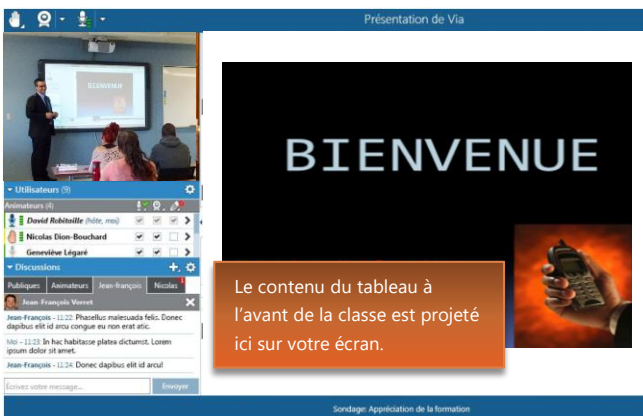 Présentation de Via
BIENVENUE
Utilisateurs (9)
Animateurs (4)
David Robitaille (hôte, moi)
Nicolas Dion-Bouchard
Geneviève Légaré
Discussions
Publiques Animateurs Jean-françois Nicolas
Jean-François Verret
Jean-François - 11:22: Phasellus malesuada felis. Donec
dapibus elit id arcu congue eu non erat atic.
Moi - 11:23: In hac habitasse platea dictumst. Lorem
ipsum dolor sit amet.
Jean-François - 11:24: Donec dapibus elit id arcu!
Écrivez votre message...
Envoyer
BIENVENUE
Le contenu du tableau à
l'avant de la classe est projeté
ici sur votre écran.
Sondage: Appréciation de la formation